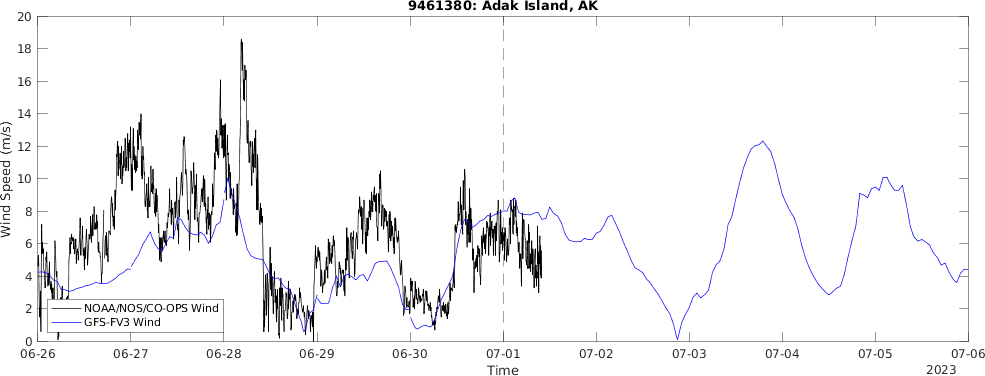 9461380: Adak Island, AK
20
18
16
14
12
10
8
6
4
2
0
Wind Speed (m/s)
NOAA/NOS/CO-OPS Wind
GFS-FV3 Wind
06-26 06-27 06-28 06-29 06-30 07-01 07-02 07-03 07-04 07-05 07-06
Time
2023